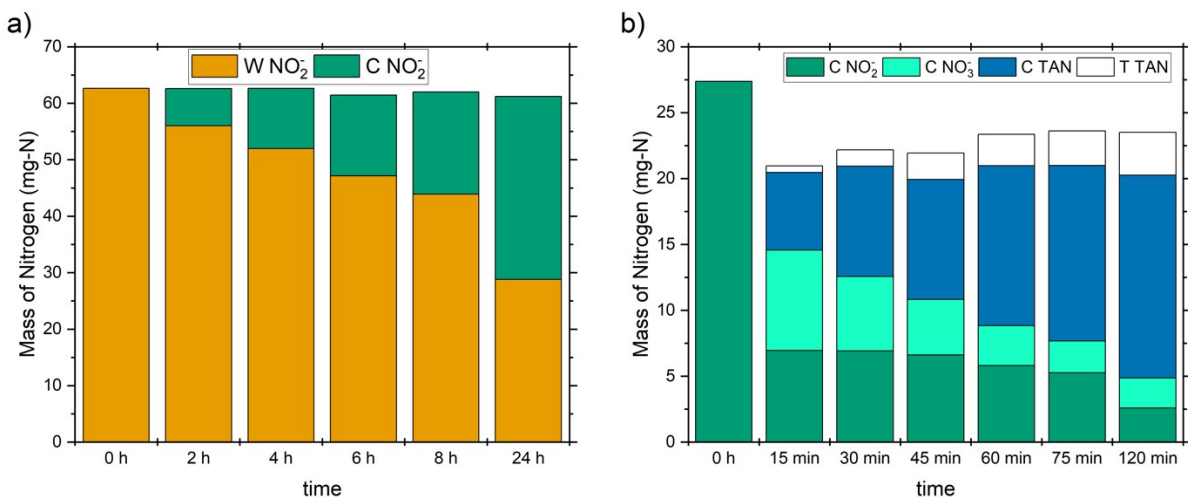 a)
W NO₂⁻ C NO₂⁻
Mass of Nitrogen (mg-N)
70
60
50
40
30
20
10
0
0 h 2 h 4 h 6 h 8 h 24 h
time
b)
C NO₂⁻ C NO₃⁻ C TAN T TAN
Mass of Nitrogen (mg-N)
30
25
20
15
10
5
0
0 h 15 min 30 min 45 min 60 min 75 min 120 min
time